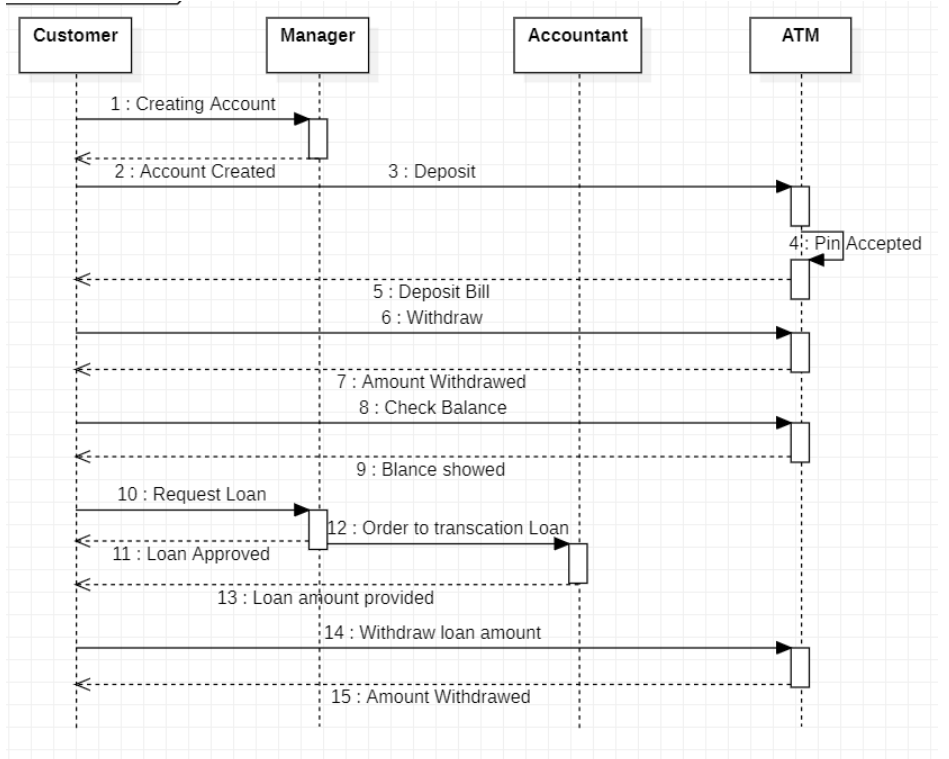 Customer
Manager
Accountant
ATM
1 : Creating Account
2 : Account Created
3 : Deposit
4 : Pin Accepted
5 : Deposit Bill
6 : Withdraw
7 : Amount Withdrawed
8 : Check Balance
9 : Blance showed
10 : Request Loan
11 : Loan Approved
12 : Order to transcation Loan
13 : Loan amount provided
14 : Withdraw loan amount
15 : Amount Withdrawed